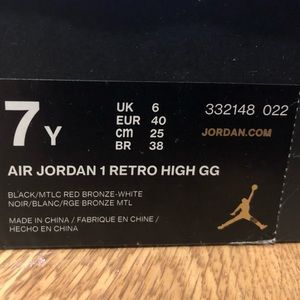 7 Y
UK 6
EUR 40
cm 25
BR 38
332148 022
JORDAN.COM
AIR JORDAN 1 RETRO HIGH GG
BLACK/MTLC RED BRONZE-WHITE
NOIR/BLANC/RGE BRONZE MTL
MADE IN CHINA / FABRIQUE EN CHINE /
HECHO EN CHINA